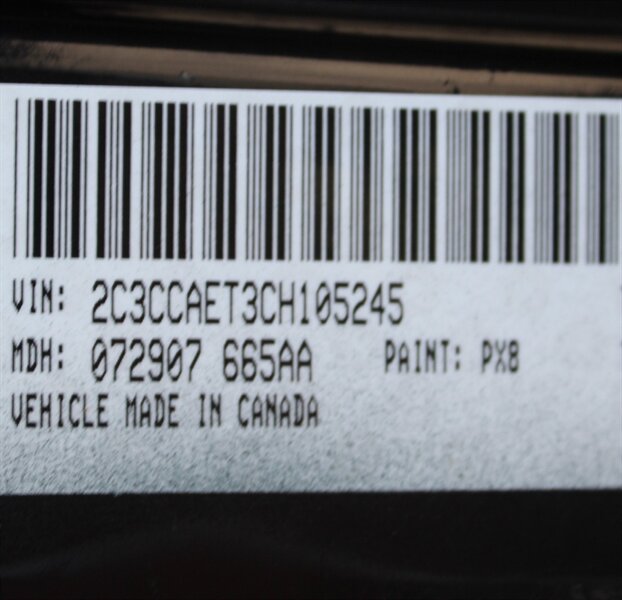 VIN: 2C3CCAET3CH105245
MDH: 072907 665AA PAINT: PX8
VEHICLE MADE IN CANADA